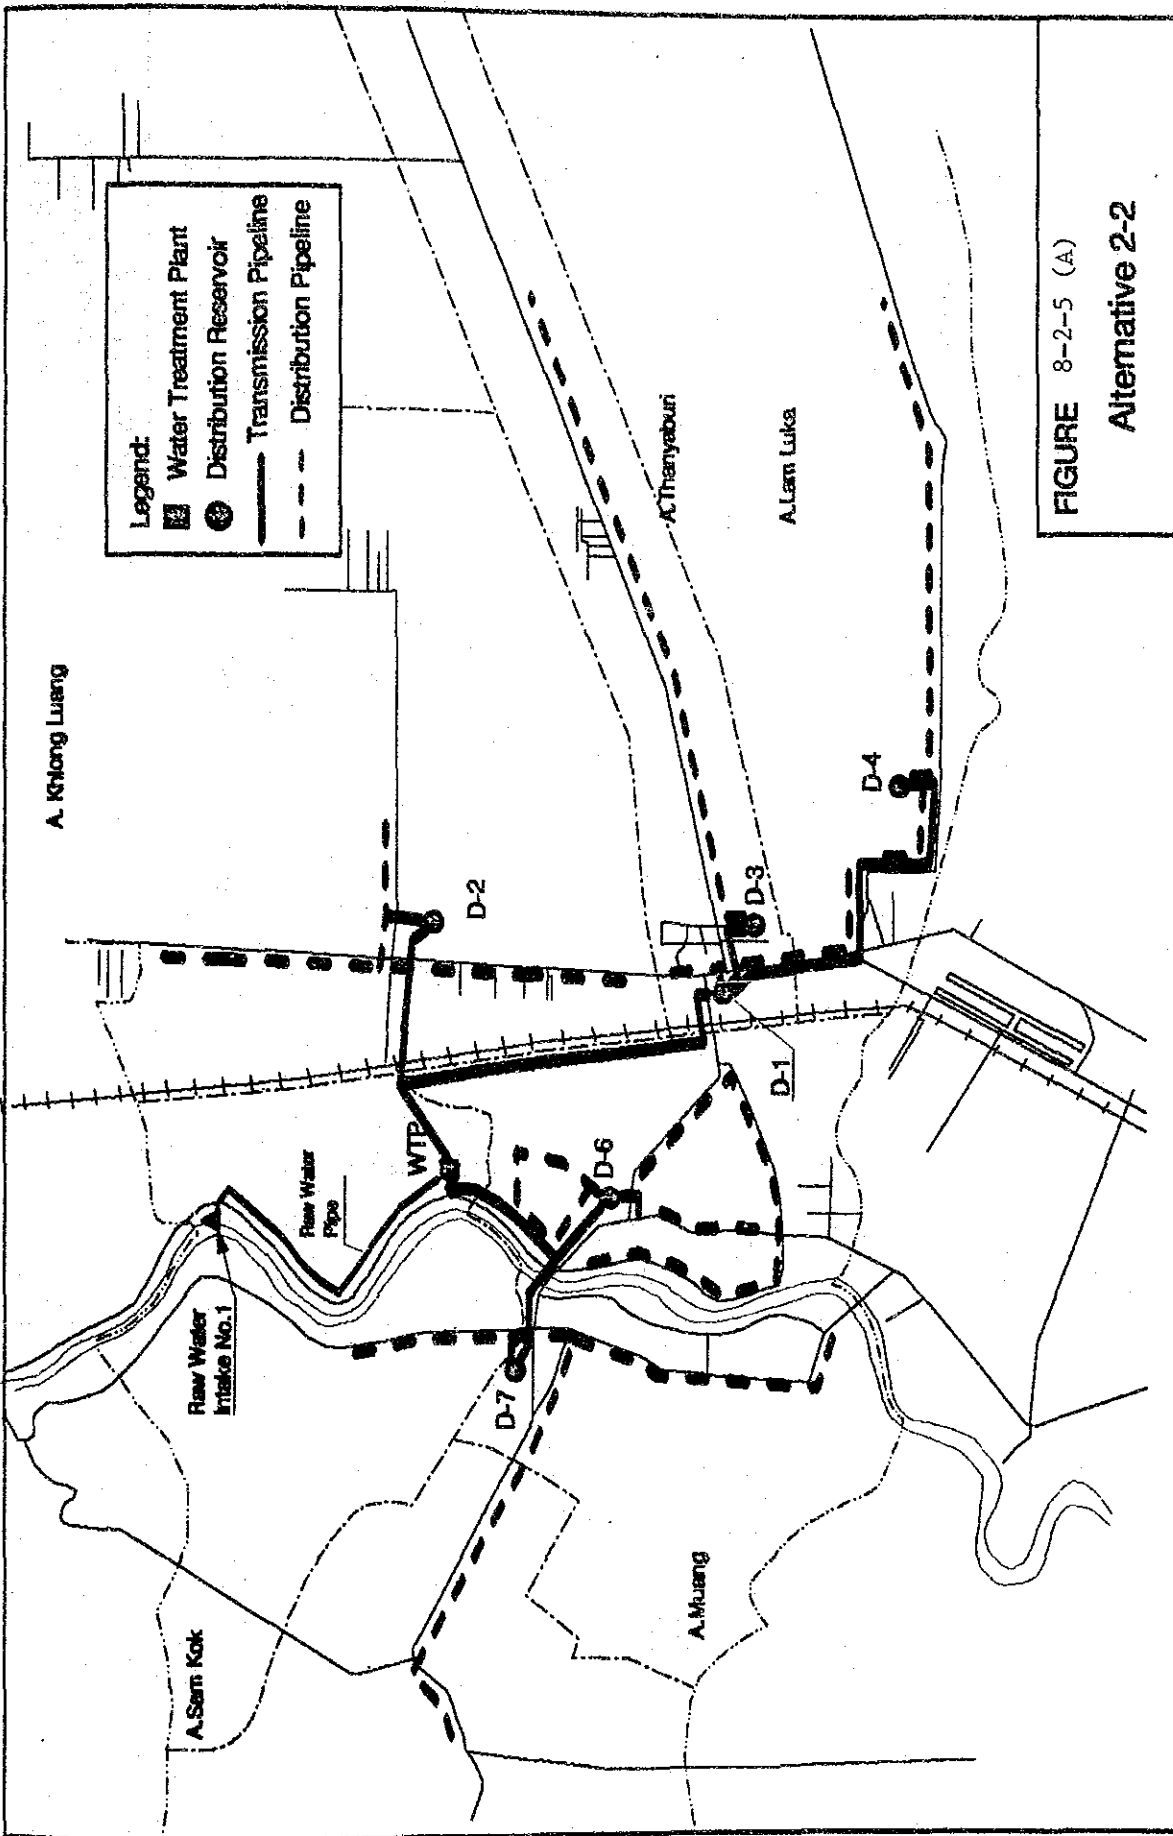 A. Khlong Luang
Legend:
Water Treatment Plant
Distribution Reservoir
Transmission Pipeline
Distribution Pipeline
Raw Water
Intake No.1
Raw Water
Pipe
WTP
D-2
A.Sam Kok
D-7
D-6
D-1
D-3
A.Thanyaburi
A.Lam Luka
D-4
A.Muang
FIGURE 8-2-5 (A)
Alternative 2-2